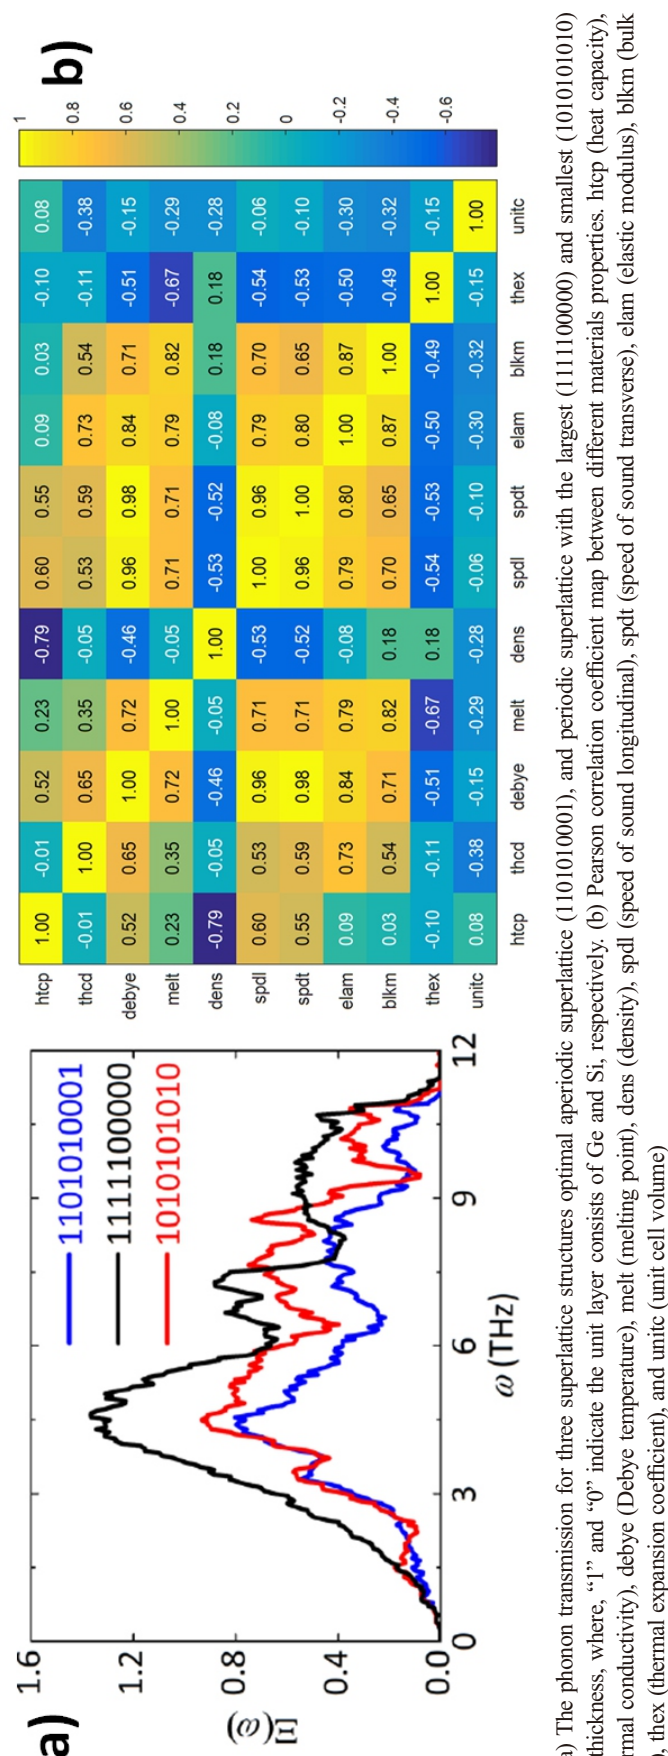 a)
1.6
1.2
0.8
0.4
0.0
Ξ(ω)
0 3 6 9 12
ω (THz)
1101010001
1111100000
1010101010
b)
htcp 1.00 -0.01 0.52 0.23 -0.79 0.60 0.55 0.09 0.03 -0.10 0.08
thcd -0.01 1.00 0.65 0.35 -0.05 0.53 0.59 0.73 0.54 -0.11 -0.38
debye 0.52 0.65 1.00 0.72 -0.46 0.96 0.98 0.84 0.71 -0.51 -0.15
melt 0.23 0.35 0.72 1.00 -0.05 0.71 0.71 0.79 0.82 -0.67 -0.29
dens -0.79 -0.05 -0.46 -0.05 1.00 -0.53 -0.52 -0.08 0.18 0.18 -0.28
spdl 0.60 0.53 0.96 0.71 -0.53 1.00 0.96 0.79 0.70 -0.54 -0.06
spdt 0.55 0.59 0.98 0.71 -0.52 0.96 1.00 0.80 0.65 -0.53 -0.10
elam 0.09 0.73 0.84 0.79 -0.08 0.79 0.80 1.00 0.87 -0.50 -0.30
blkm 0.03 0.54 0.71 0.82 0.18 0.70 0.65 0.87 1.00 -0.49 -0.32
thex -0.10 -0.11 -0.51 -0.67 0.18 -0.54 -0.53 -0.50 -0.49 1.00 -0.15
unitc 0.08 -0.38 -0.15 -0.29 -0.28 -0.06 -0.10 -0.30 -0.32 -0.15 1.00
htcp thcd debye melt dens spdl spdt elam blkm thex unitc
1
0.8
0.6
0.4
0.2
0
-0.2
-0.4
-0.6
a) The phonon transmission for three superlattice structures optimal aperiodic superlattice (1101010001), and periodic superlattice with the largest (1111100000) and smallest (1010101010)
thickness, where, “1” and “0” indicate the unit layer consists of Ge and Si, respectively. (b) Pearson correlation coefficient map between different materials properties. htcp (heat capacity),
rmal conductivity), debye (Debye temperature), melt (melting point), dens (density), spdl (speed of sound longitudinal), spdt (speed of sound transverse), elam (elastic modulus), blkm (bulk
), thex (thermal expansion coefficient), and unitc (unit cell volume)